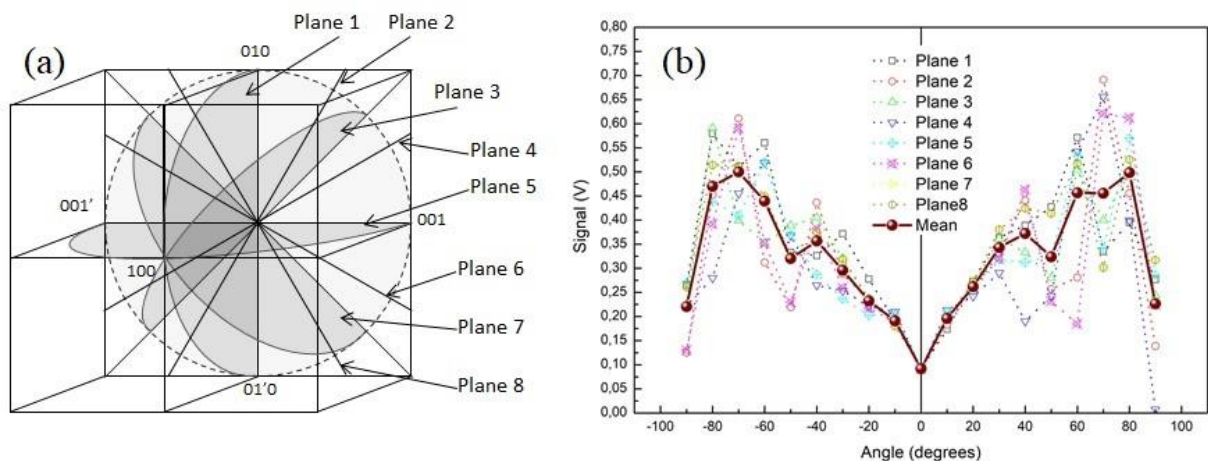 (a)
Plane 1
Plane 2
010
Plane 3
Plane 4
Plane 5
001'
001
100
Plane 6
Plane 7
Plane 8
01'0
(b)
0,80
0,75
0,70
0,65
0,60
0,55
0,50
0,45
0,40
0,35
0,30
0,25
0,20
0,15
0,10
0,05
0,00
Signal (V)
Plane 1
Plane 2
Plane 3
Plane 4
Plane 5
Plane 6
Plane 7
Plane8
Mean
-100 -80 -60 -40 -20 0 20 40 60 80 100
Angle (degrees)